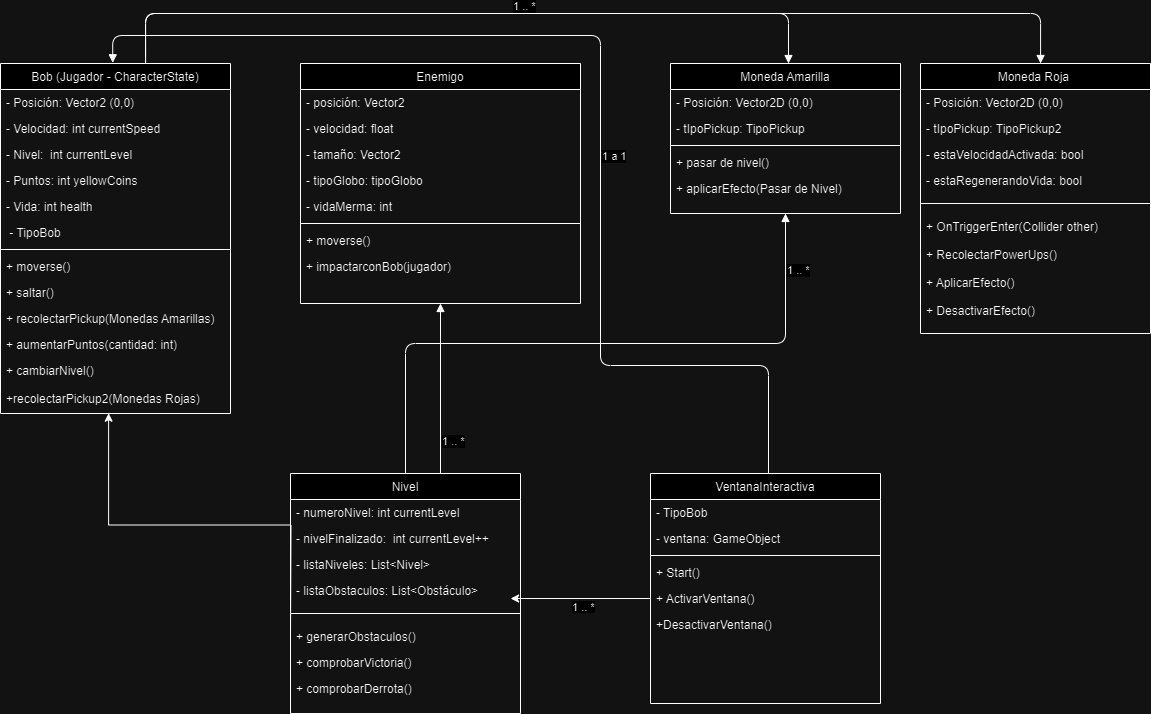 1 .. *
Bob (Jugador - CharacterState)
- Posición: Vector2 (0,0)
- Velocidad: int currentSpeed
- Nivel:  int currentLevel
- Puntos: int yellowCoins
- Vida: int health
- TipoBob
+ moverse()
+ saltar()
+ recolectarPickup(Monedas Amarillas)
+ aumentarPuntos(cantidad: int)
+ cambiarNivel()
+recolectarPickup2(Monedas Rojas)
Enemigo
- posición: Vector2
- velocidad: float
- tamaño: Vector2
- tipoGlobo: tipoGlobo
- vidaMerma: int
+ moverse()
+ impactarconBob(jugador)
1 a 1
Moneda Amarilla
- Posición: Vector2D (0,0)
- tIpoPickup: TipoPickup
+ pasar de nivel()
+ aplicarEfecto(Pasar de Nivel)
Moneda Roja
- Posición: Vector2D (0,0)
- tIpoPickup: TipoPickup2
- estaVelocidadActivada: bool
- estaRegenerandoVida: bool
+ OnTriggerEnter(Collider other)
+ RecolectarPowerUps()
+ AplicarEfecto()
+ DesactivarEfecto()
1 .. *
1 .. *
Nivel
- numeroNivel: int currentLevel
- nivelFinalizado:  int currentLevel++
- listaNiveles: List<Nivel>
- listaObstaculos: List<Obstáculo>
+ generarObstaculos()
+ comprobarVictoria()
+ comprobarDerrota()
1 .. *
VentanaInteractiva
- TipoBob
- ventana: GameObject
+ Start()
+ ActivarVentana()
+DesactivarVentana()